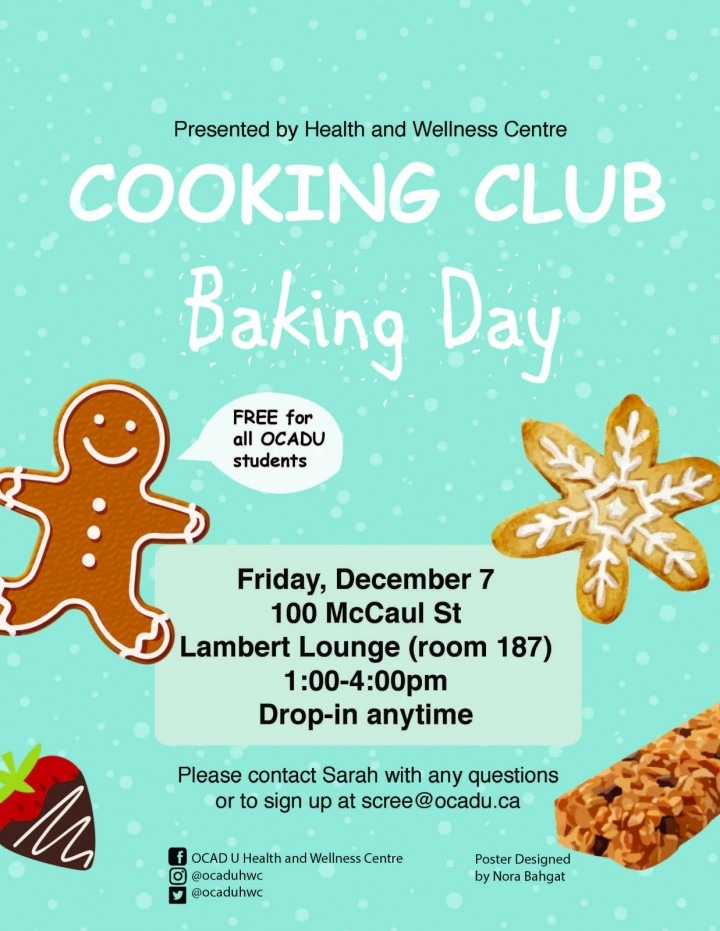 Presented by Health and Wellness Centre
COOKING CLUB
Baking Day
FREE for
all OCADU
students
Friday, December 7
100 McCaul St
Lambert Lounge (room 187)
1:00-4:00pm
Drop-in anytime
Please contact Sarah with any questions
or to sign up at scree@ocadu.ca
OCAD U Health and Wellness Centre
@ocaduhwc
@ocaduhwc
Poster Designed
by Nora Bahgat